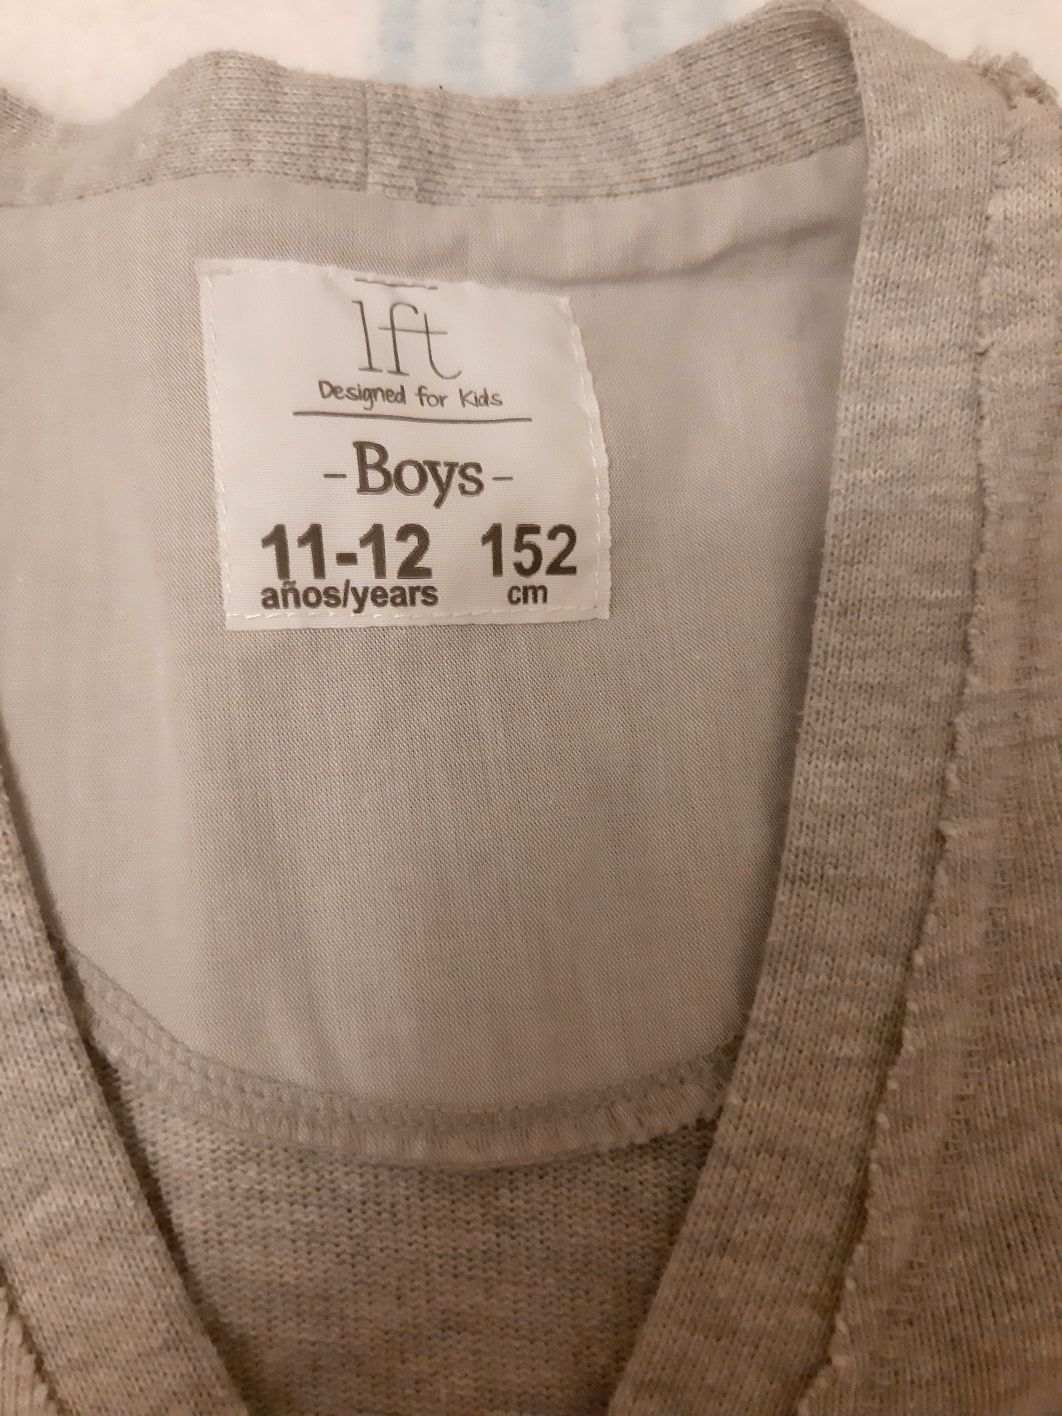 lft
Designed for Kids
-Boys-
11-12 152
años/years cm